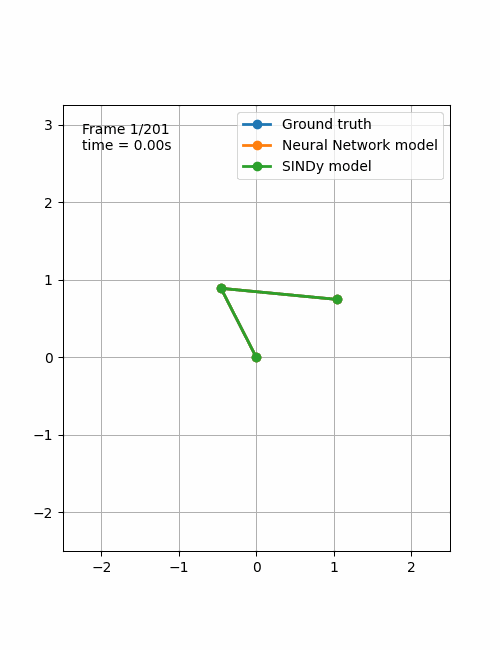 Frame 1/201
time = 0.00s
Ground truth
Neural Network model
SINDy model
3
2
1
0
−1
−2
−2
−1
0
1
2